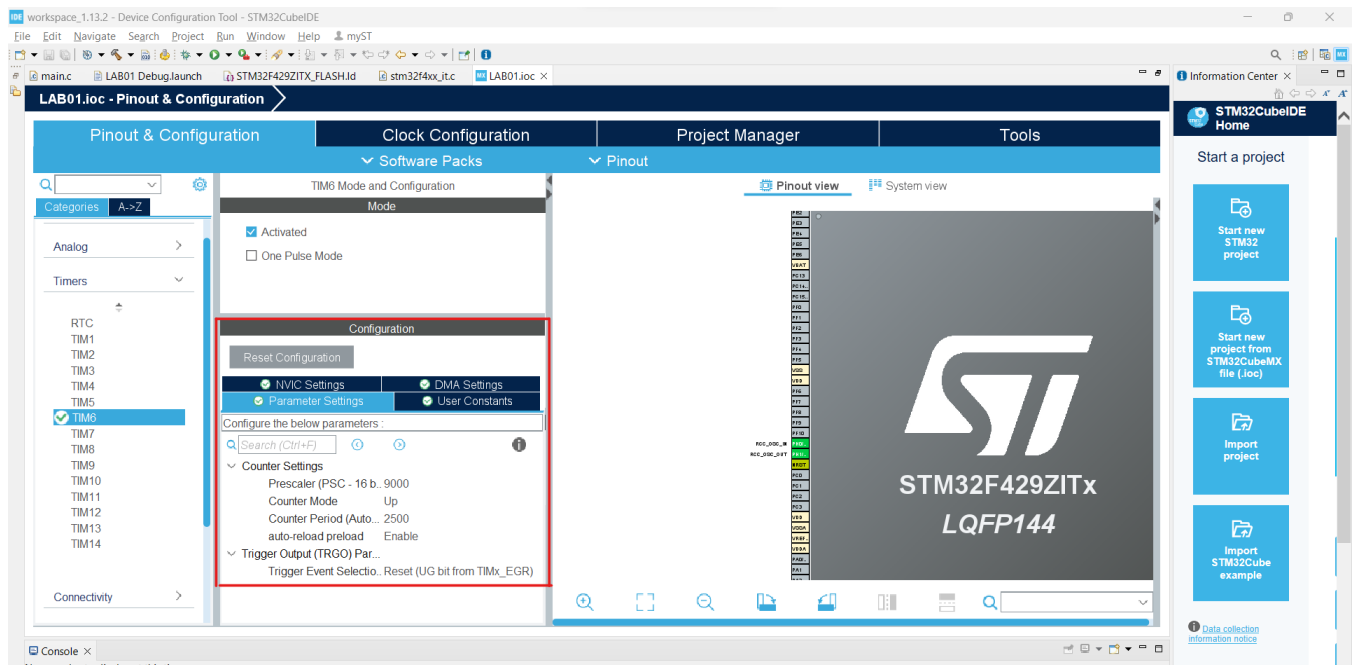 IDE workspace_1.13.2 - Device Configuration Tool - STM32CubeIDE
File Edit Navigate Search Project Run Window Help myST
main.c LAB01 Debug.launch STM32F429ZITX_FLASH.ld stm32f4xx_it.c MX LAB01.ioc
Information Center
LAB01.ioc - Pinout & Configuration
STM32CubeIDE
Home
Pinout & Configuration Clock Configuration Project Manager Tools
Software Packs Pinout
Start a project
TIM6 Mode and Configuration
Pinout view System view
Categories A->Z
Mode
Activated
One Pulse Mode
Analog
Timers
RTC
TIM1
TIM2
TIM3
TIM4
TIM5
TIM6
TIM7
TIM8
TIM9
TIM10
TIM11
TIM12
TIM13
TIM14
Connectivity
Configuration
Reset Configuration
NVIC Settings DMA Settings
Parameter Settings User Constants
Configure the below parameters :
Search (Ctrl+F)
Counter Settings
Prescaler (PSC - 16 b.. 9000
Counter Mode Up
Counter Period (Auto... 2500
auto-reload preload Enable
Trigger Output (TRGO) Par...
Trigger Event Selectio.. Reset (UG bit from TIMx_EGR)
VBAT
RCC_OSC_IN
RCC_OSC_OUT
NRST
STM32F429ZITx
LQFP144
Start new
STM32
project
Start new
project from
STM32CubeMX
file (.ioc)
Import
project
Import
STM32Cube
example
Data collection
information notice
Console